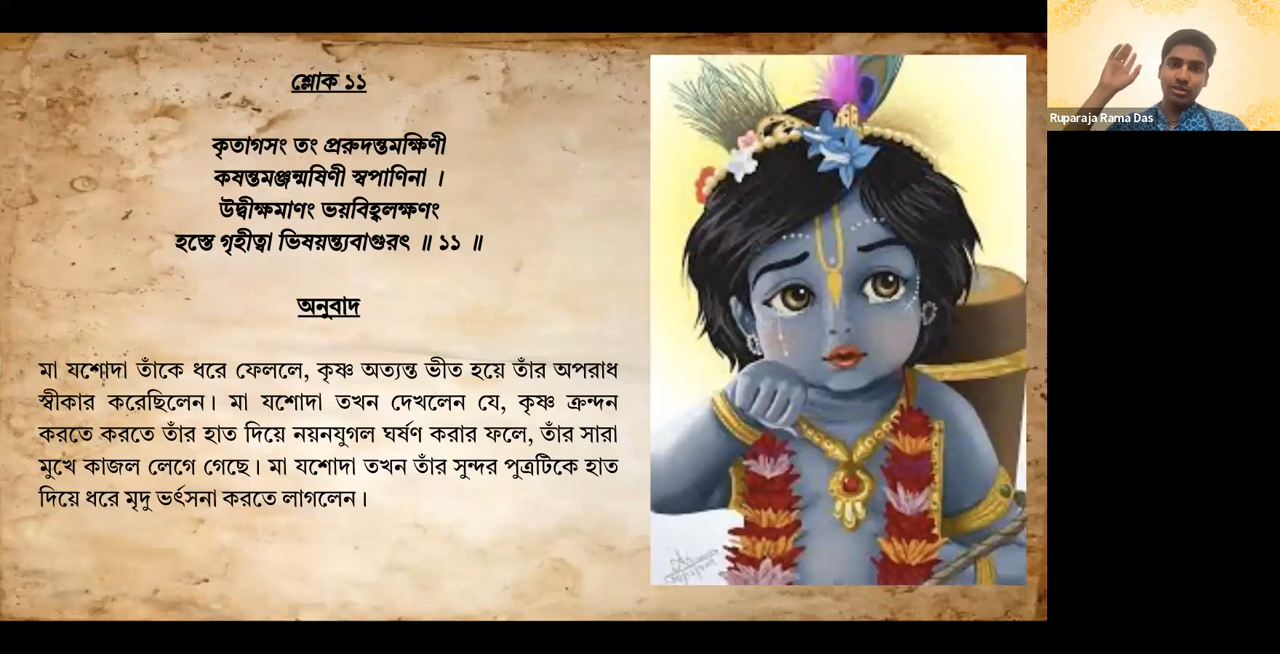 শ্লোক ১১
কৃতাগসং তং প্ররুদন্তমক্ষিণী
কষন্তমঞ্জন্মষিণী স্বপাণিনা ।
উদ্বীক্ষমাণং ভয়বিহ্বলক্ষণং
হস্তে গৃহীত্বা ভিষয়ন্ত্যবাগুরৎ ॥ ১১ ॥
অনুবাদ
মা যশোদা তাঁকে ধরে ফেললে, কৃষ্ণ অত্যন্ত ভীত হয়ে তাঁর অপরাধ
স্বীকার করেছিলেন। মা যশোদা তখন দেখলেন যে, কৃষ্ণ ক্রন্দন
করতে করতে তাঁর হাত দিয়ে নয়নযুগল ঘর্ষণ করার ফলে, তাঁর সারা
মুখে কাজল লেগে গেছে। মা যশোদা তখন তাঁর সুন্দর পুত্রটিকে হাত
দিয়ে ধরে মৃদু ভর্ৎসনা করতে লাগলেন।
Ruparaja Rama Das